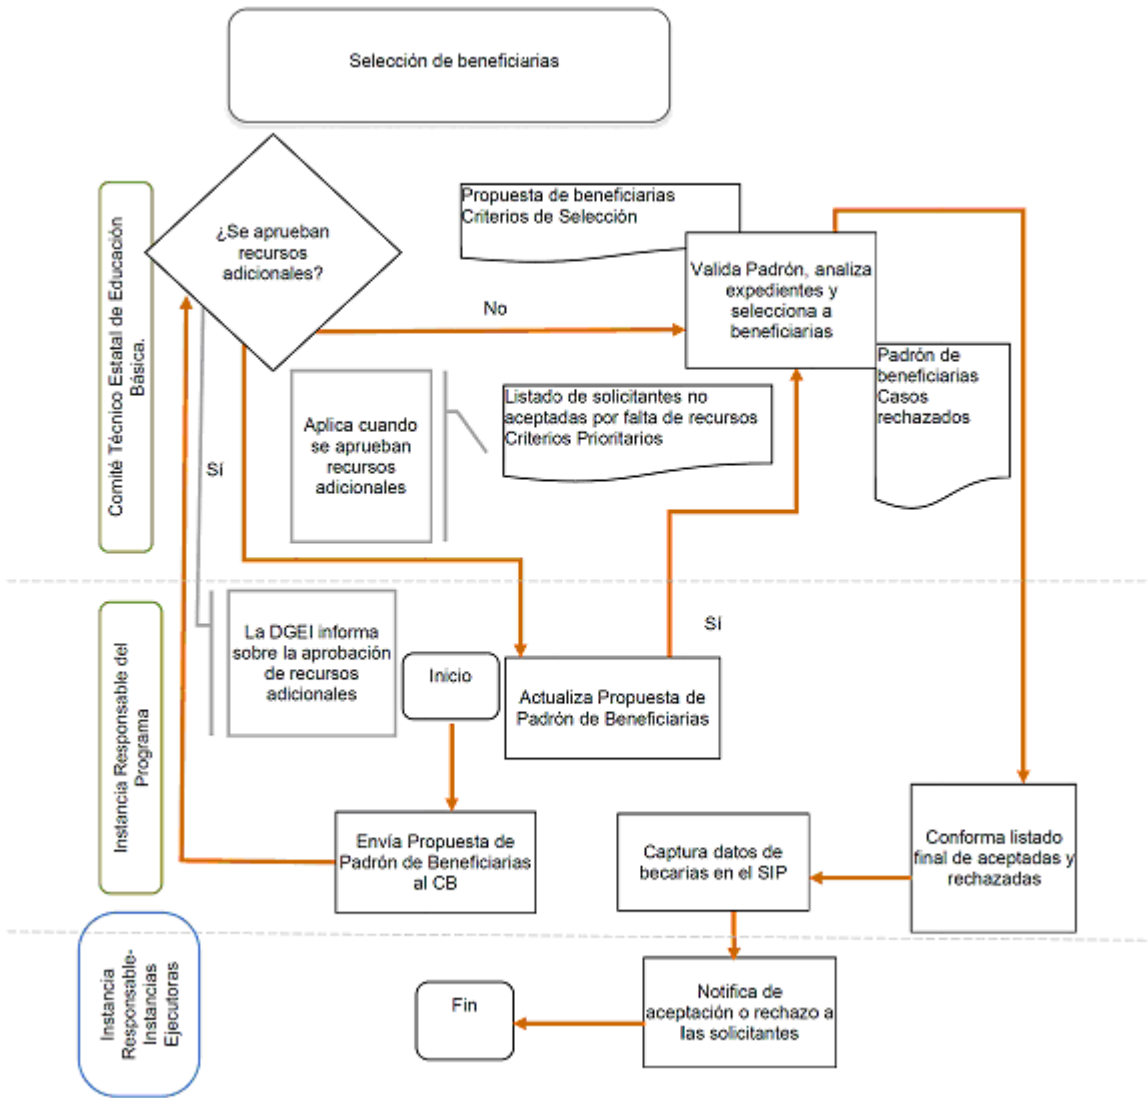 Selección de beneficiarias
Comité Técnico Estatal de Educación
Básica.
¿Se aprueban
recursos
adicionales?
Propuesta de beneficiarias
Criterios de Selección
Valida Padrón, analiza
expedientes y
selecciona a
beneficiarias
No
Padrón de
beneficiarias
Casos
rechazados
Aplica cuando
se aprueban
recursos
adicionales
Listado de solicitantes no
aceptadas por falta de recursos
Criterios Prioritarios
Sí
Instancia Responsable del
Programa
La DGEI informa
sobre la aprobación
de recursos
adicionales
Inicio
Sí
Actualiza Propuesta de
Padrón de Beneficiarias
Envía Propuesta de
Padrón de Beneficiarias
al CB
Captura datos de
becarias en el SIP
Conforma listado
final de aceptadas y
rechazadas
Instancia
Responsable-
Instancias
Ejecutoras
Fin
Notifica de
aceptación o rechazo a
las solicitantes